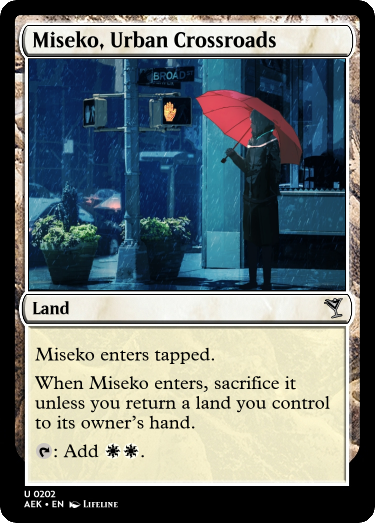 Miseko, Urban Crossroads
BROAD
Land
Miseko enters tapped.
When Miseko enters, sacrifice it
unless you return a land you control
to its owner's hand.
: Add .
U 0202
AEK • EN LIFELINE